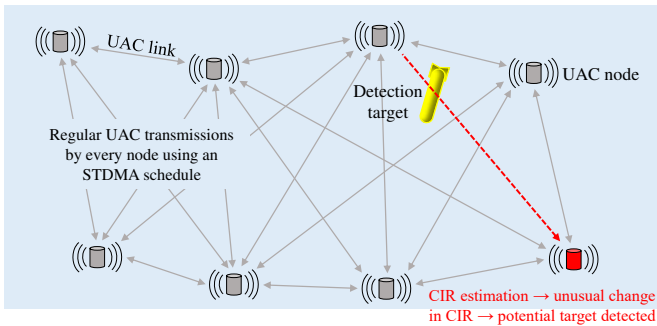 UAC link
UAC node
Detection
target
Regular UAC transmissions
by every node using an
STDMA schedule
CIR estimation → unusual change
in CIR → potential target detected